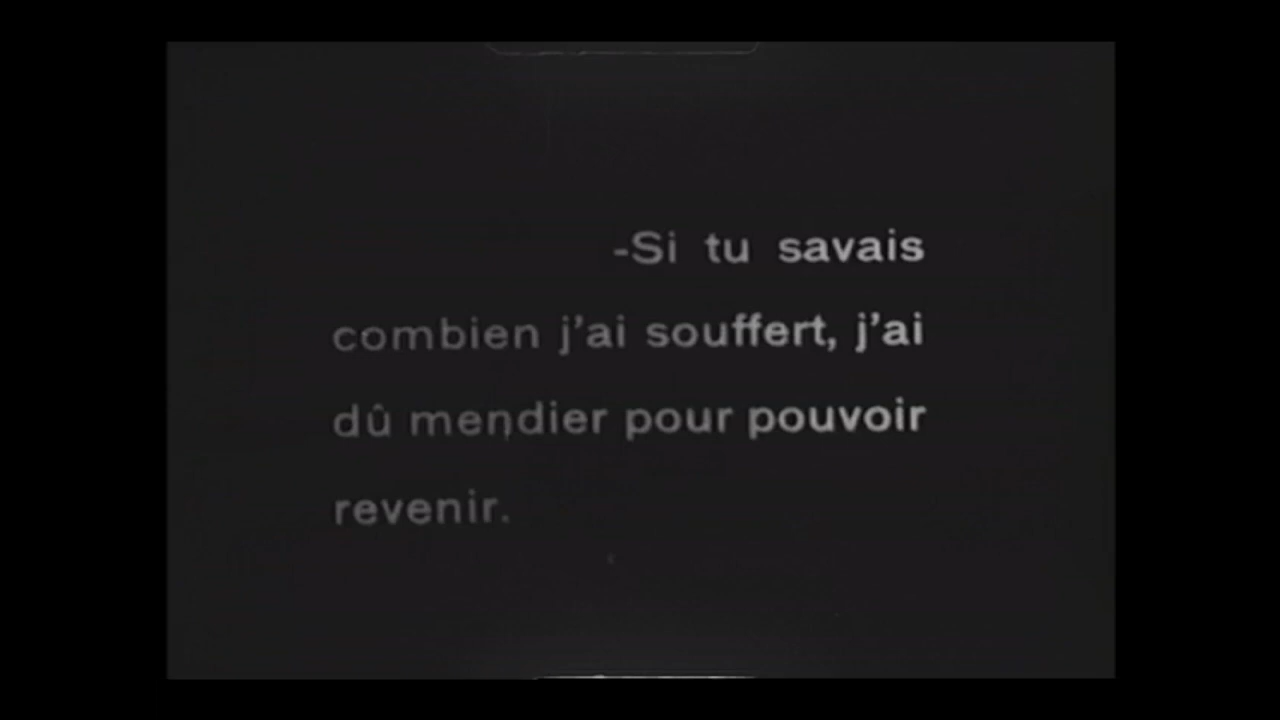 -Si tu savais
combien j'ai souffert, j'ai
dû mendier pour pouvoir
revenir.